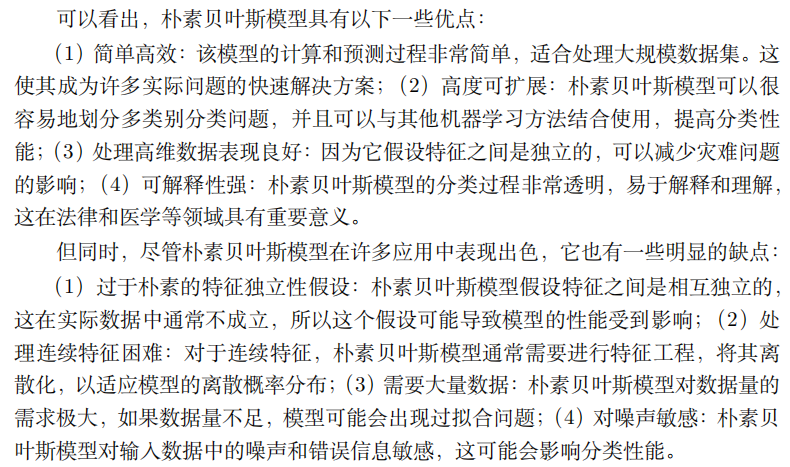 可以看出，朴素贝叶斯模型具有以下一些优点：
（1）简单高效：该模型的计算和预测过程非常简单，适合处理大规模数据集。这
使其成为许多实际问题的快速解决方案；（2）高度可扩展：朴素贝叶斯模型可以很
容易地划分多类别分类问题，并且可以与其他机器学习方法结合使用，提高分类性
能；（3）处理高维数据表现良好：因为它假设特征之间是独立的，可以减少灾难问题
的影响；（4）可解释性强：朴素贝叶斯模型的分类过程非常透明，易于解释和理解，
这在法律和医学等领域具有重要意义。
但同时，尽管朴素贝叶斯模型在许多应用中表现出色，它也有一些明显的缺点：
（1）过于朴素的特征独立性假设：朴素贝叶斯模型假设特征之间是相互独立的，
这在实际数据中通常不成立，所以这个假设可能导致模型的性能受到影响；（2）处
理连续特征困难：对于连续特征，朴素贝叶斯模型通常需要进行特征工程，将其离
散化，以适应模型的离散概率分布；（3）需要大量数据：朴素贝叶斯模型对数据量的
需求极大，如果数据量不足，模型可能会出现过拟合问题；（4）对噪声敏感：朴素贝
叶斯模型对输入数据中的噪声和错误信息敏感，这可能会影响分类性能。